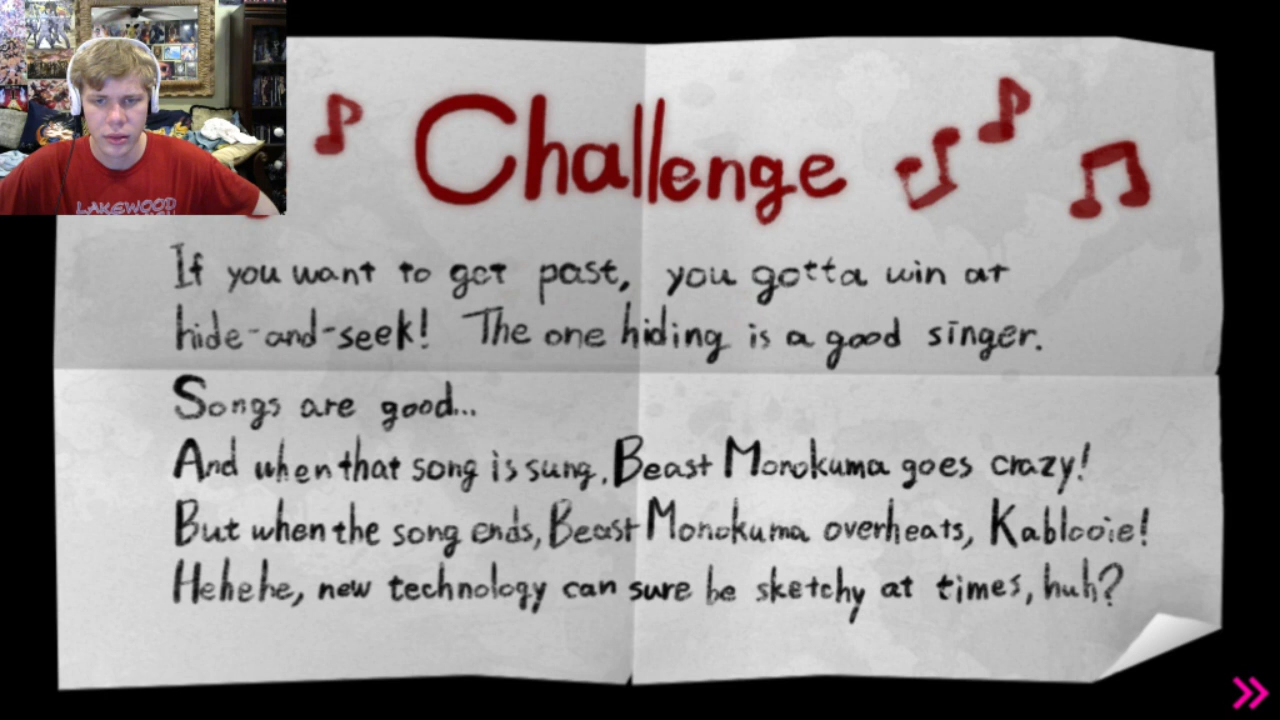 Challenge
If you want to get past, you gotta win at
hide-and-seek! The one hiding is a good singer.
Songs are good...
And when that song is sung, Beast Monokuma goes crazy!
But when the song ends, Beast Monokuma overheats, Kablooie!
Hehehe, new technology can sure be sketchy at times, huh?
LAKEWOOD